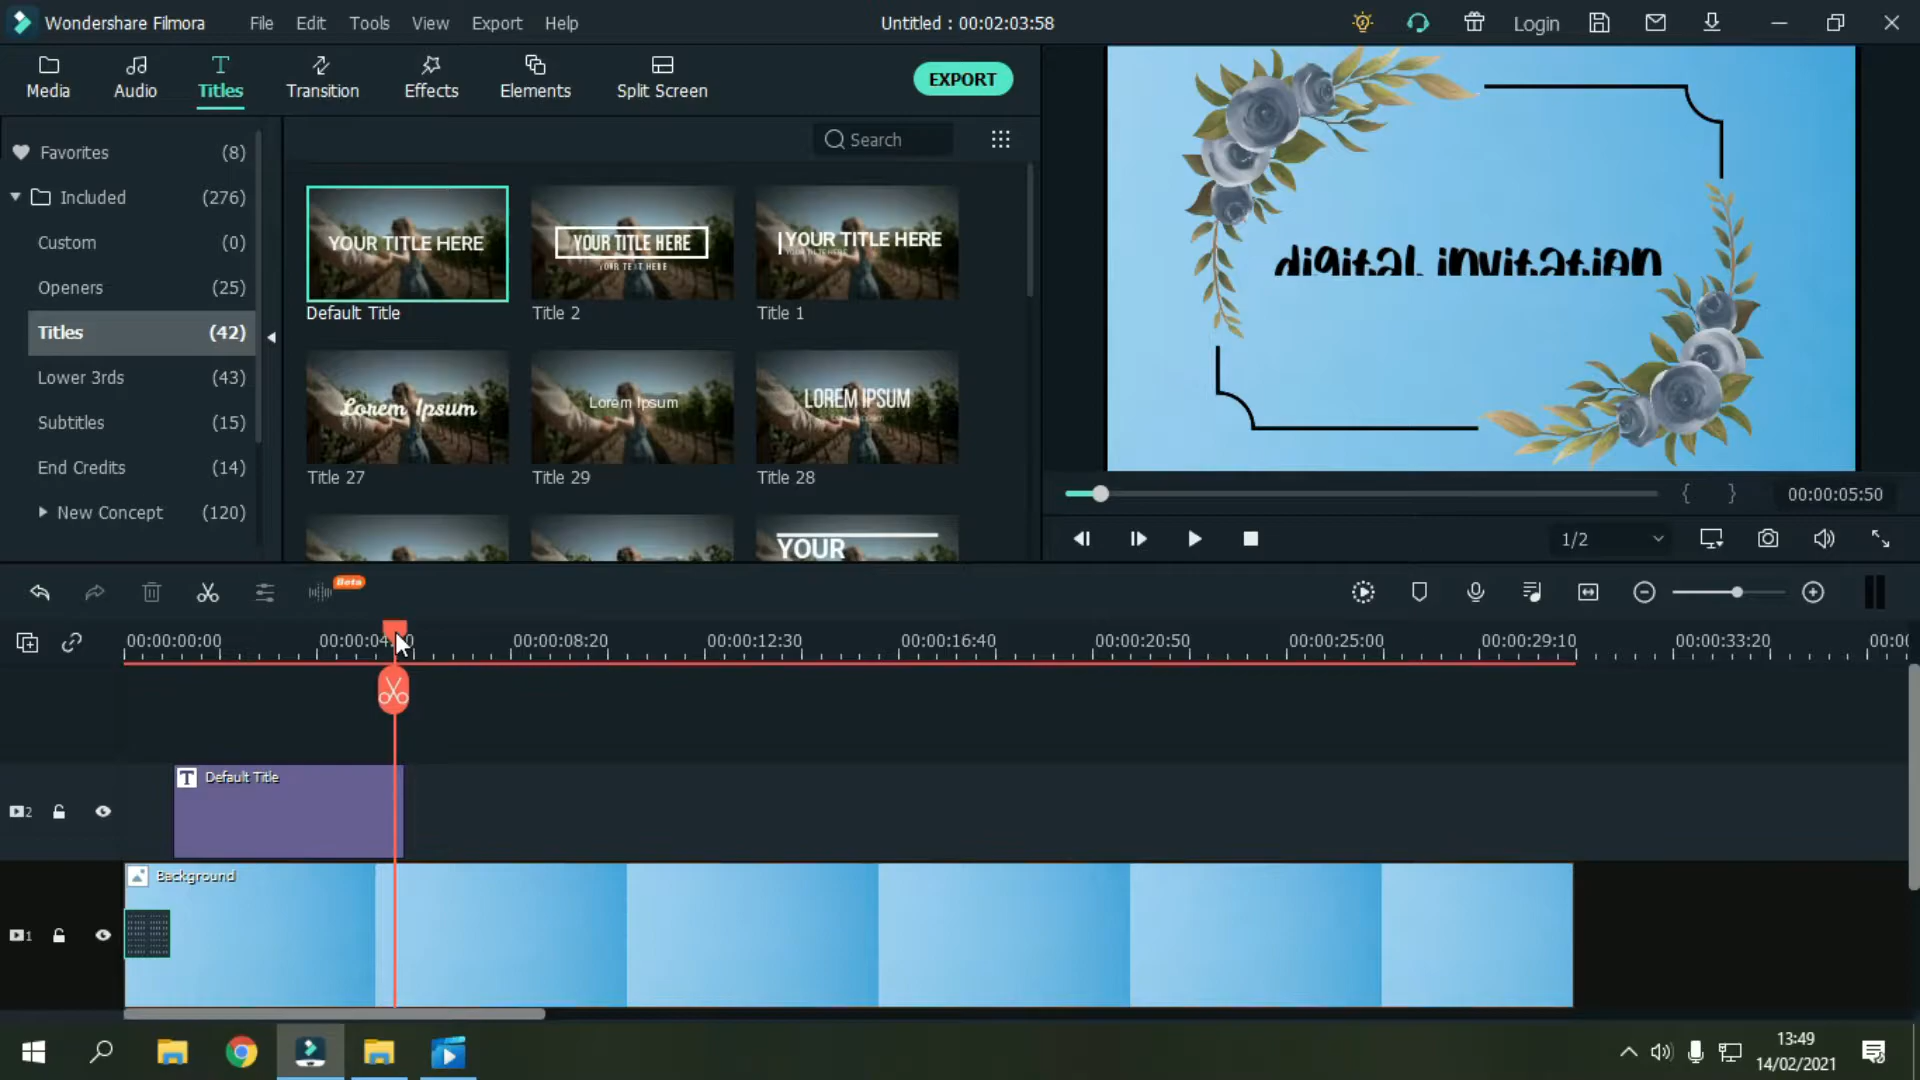 Wondershare Filmora File Edit Tools View Export Help Untitled : 00:02:03:58 Login
Media Audio Titles Transition Effects Elements Split Screen EXPORT
Search
Favorites (8)
Included (276)
Custom (0)
Openers (25)
Titles (42)
Lower 3rds (43)
Subtitles (15)
End Credits (14)
New Concept (120)
YOUR TITLE HERE
Default Title
YOUR TITLE HERE
YOUR TEXT HERE
Title 2
YOUR TITLE HERE
Title 1
Lorem Ipsum
Title 27
Lorem Ipsum
Title 29
LOREM IPSUM
Title 28
YOUR
digital invitation
00:00:05:50
1/2
Beta
00:00:00:00 00:00:04: 00:00:08:20 00:00:12:30 00:00:16:40 00:00:20:50 00:00:25:00 00:00:29:10 00:00:33:20
T Default Title
2
Background
1
13:49
14/02/2021